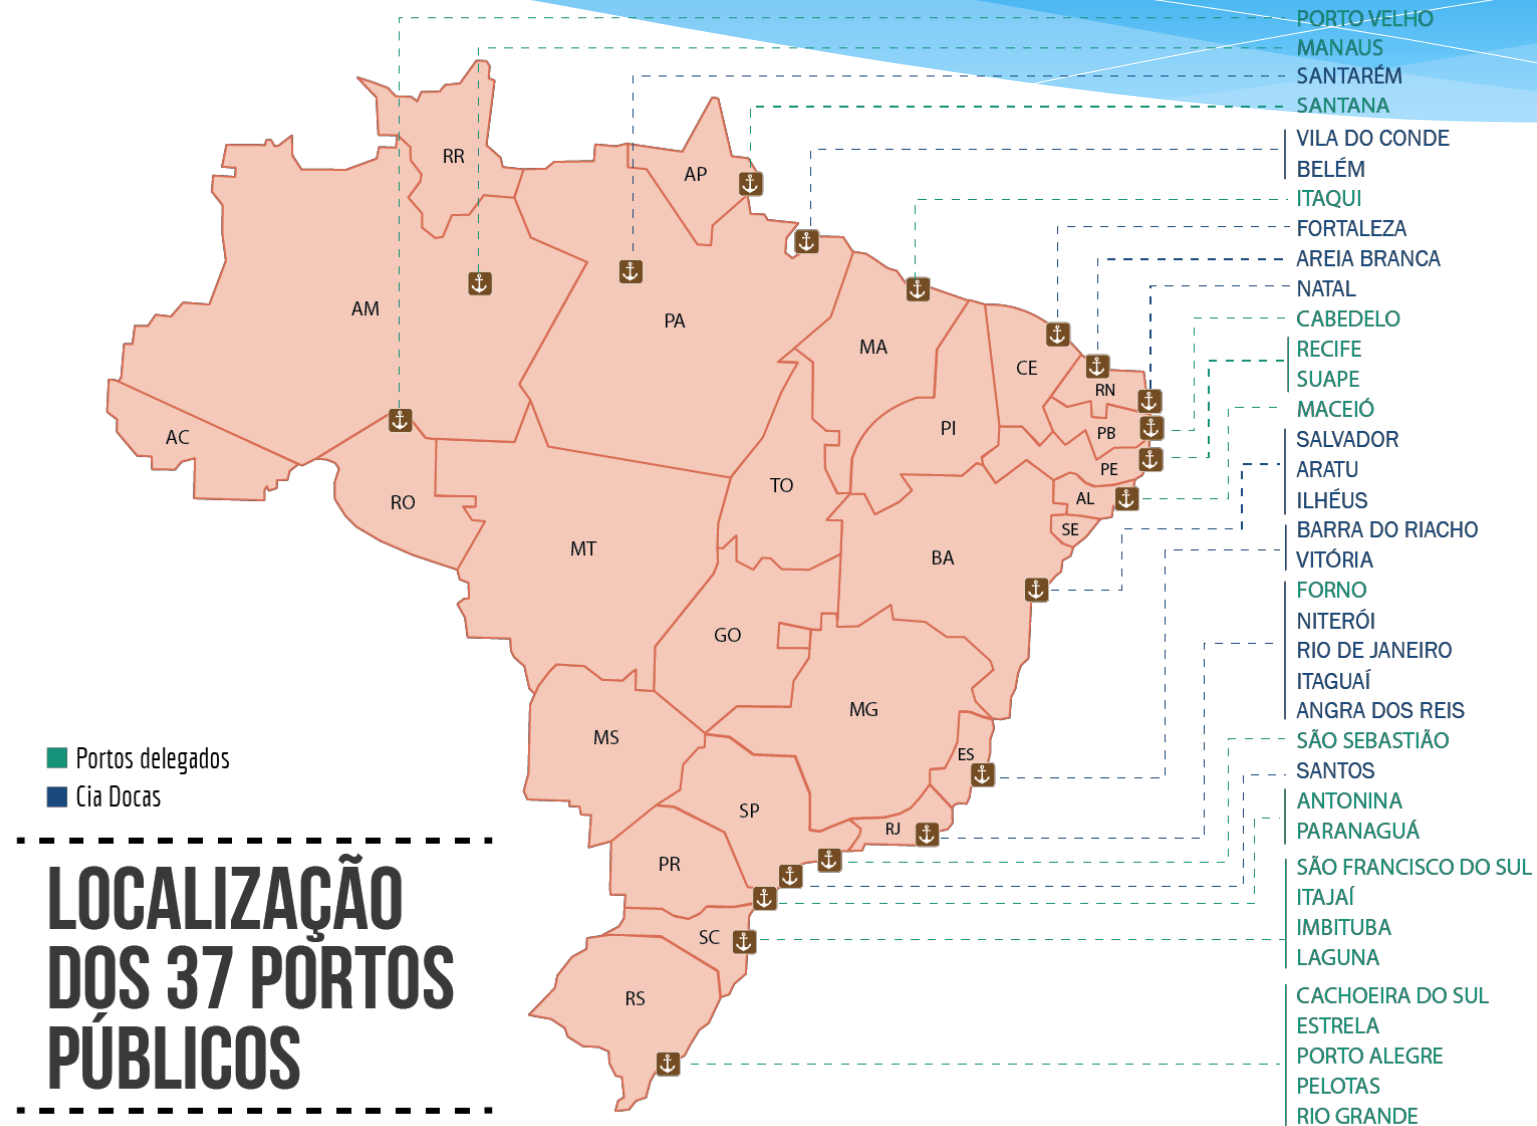 PORTO VELHO
MANAUS
SANTARÉM
SANTANA
VILA DO CONDE
BELÉM
ITAQUI
FORTALEZA
AREIA BRANCA
NATAL
CABEDELO
RECIFE
SUAPE
MACEIÓ
SALVADOR
ARATU
ILHÉUS
BARRA DO RIACHO
VITÓRIA
FORNO
NITERÓI
RIO DE JANEIRO
ITAGUAÍ
ANGRA DOS REIS
SÃO SEBASTIÃO
SANTOS
ANTONINA
PARANAGUÁ
SÃO FRANCISCO DO SUL
ITAJAÍ
IMBITUBA
LAGUNA
CACHOEIRA DO SUL
ESTRELA
PORTO ALEGRE
PELOTAS
RIO GRANDE
RR
AP
AM
PA
MA
CE
RN
PI
PB
PE
AC
RO
TO
AL
SE
MT
BA
GO
MG
MS
ES
SP
RJ
PR
SC
RS
Portos delegados
Cia Docas
LOCALIZAÇÃO
DOS 37 PORTOS
PÚBLICOS